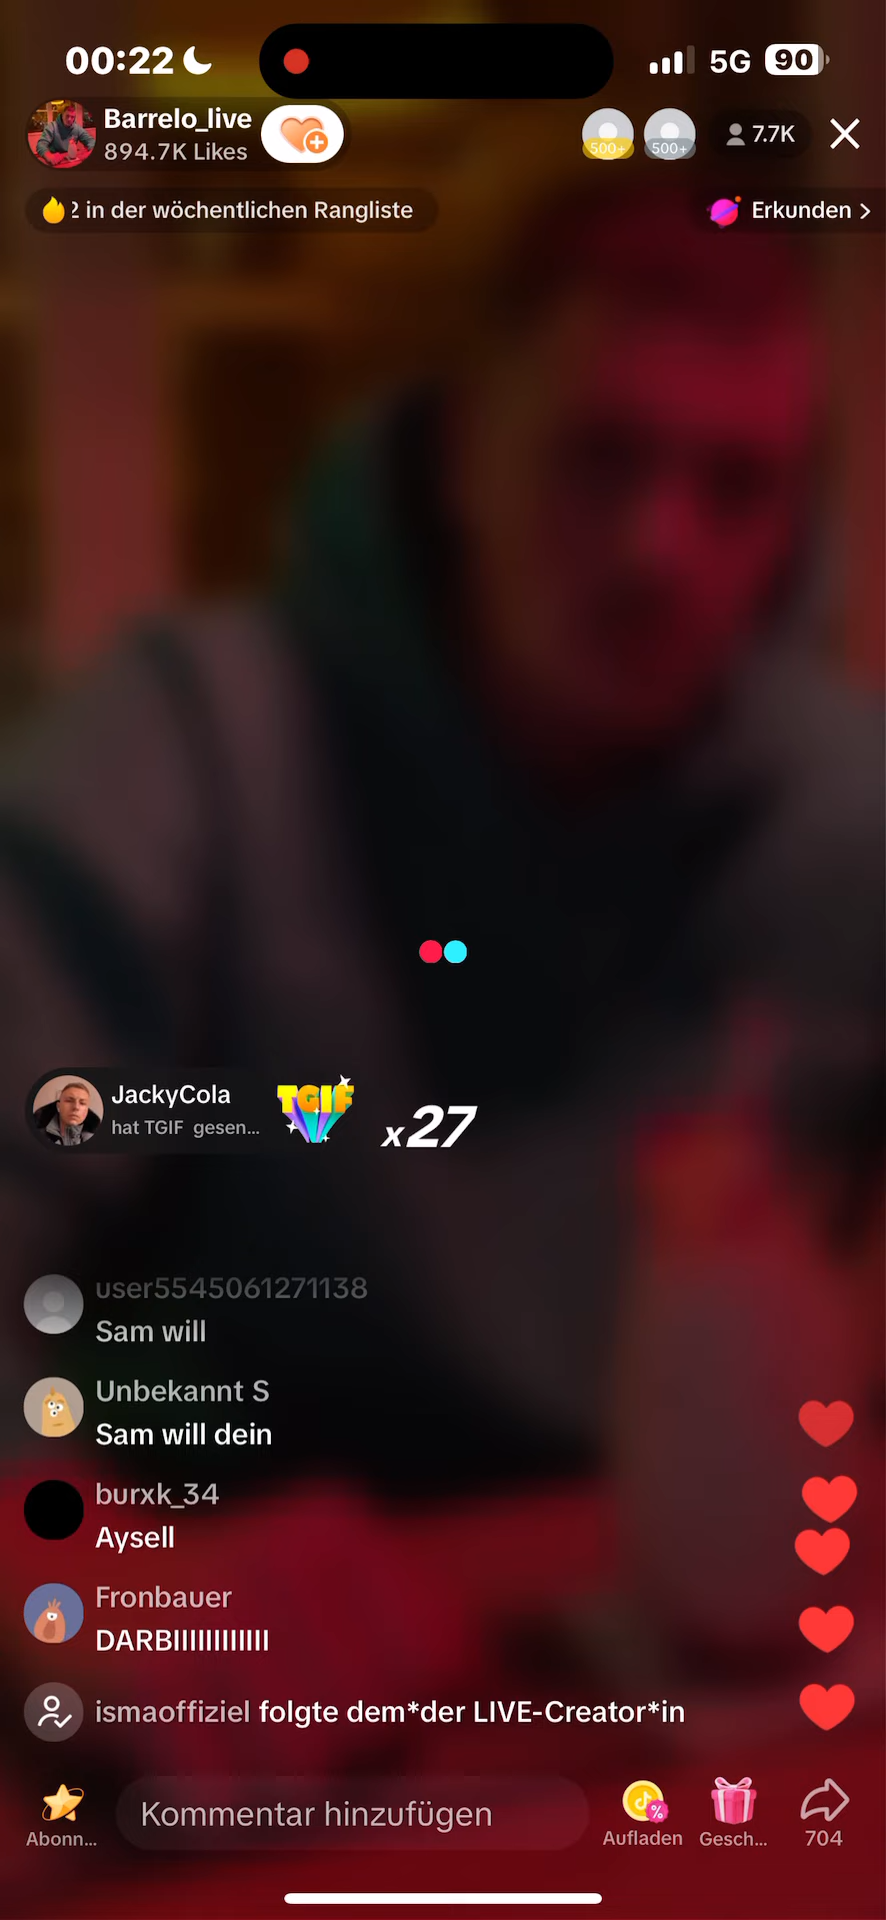 00:22
5G
90
Barrelo_live
894.7K Likes
500+
500+
7.7K
2 in der wöchentlichen Rangliste
Erkunden
JackyCola
hat TGIF gesen...
TGIF
x27
user5545061271138
Sam will
Unbekannt S
Sam will dein
burxk_34
Aysell
Fronbauer
DARBIIIIIIIIIIII
ismaoffiziel folgte dem*der LIVE-Creator*in
Abonn...
Kommentar hinzufügen
%
Aufladen
Gesch...
704